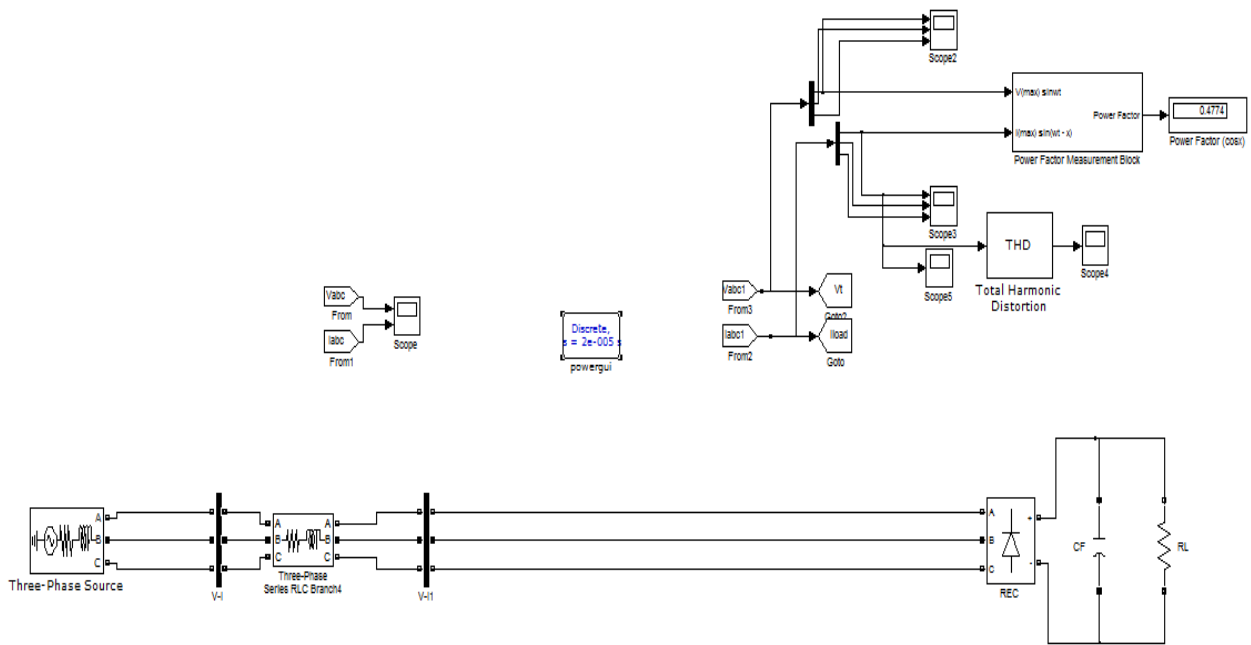 Scope2
V(max) sinwt
I(max) sin(wt - x)
Power Factor
Power Factor Measurement Block
0.4774
Power Factor (cosx)
Scope3
THD
Total Harmonic
Distortion
Scope4
Scope5
Vabc
From
Iabc
From1
Scope
Discrete,
s = 2e-005 s
powergui
Vabc1
From3
Vt
Goto2
Iabc1
From2
Iload
Goto
A
B
C
Three-Phase Source
V-I
A
B
C
A
B
C
Three-Phase
Series RLC Branch4
V-I1
A
B
C
+
-
REC
CF
RL